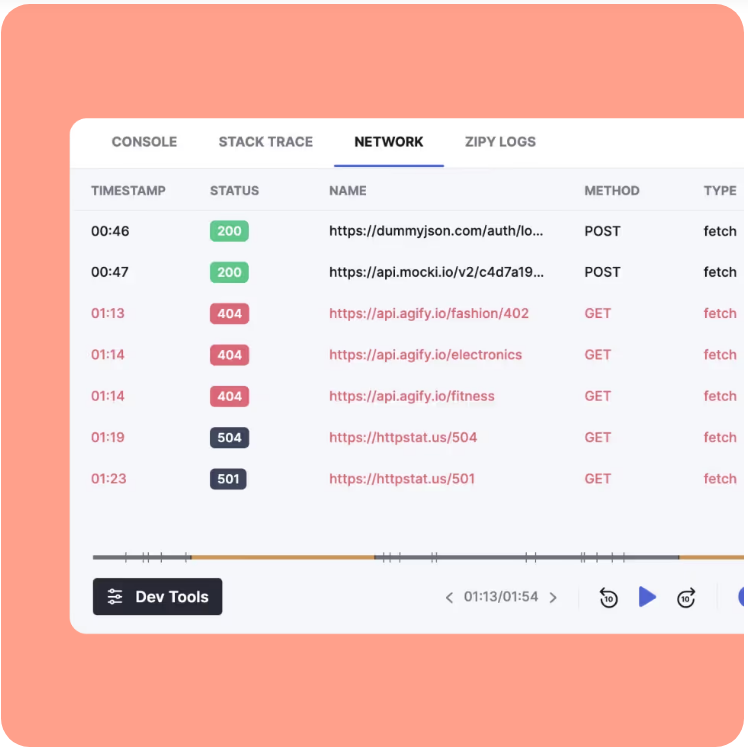 CONSOLE STACK TRACE NETWORK ZIPY LOGS
TIMESTAMP STATUS NAME METHOD TYPE
00:46 200 https://dummyjson.com/auth/lo... POST fetch
00:47 200 https://api.mocki.io/v2/c4d7a19... POST fetch
01:13 404 https://api.agify.io/fashion/402 GET fetch
01:14 404 https://api.agify.io/electronics GET fetch
01:14 404 https://api.agify.io/fitness GET fetch
01:19 504 https://httpstat.us/504 GET fetch
01:23 501 https://httpstat.us/501 GET fetch
Dev Tools 01:13/01:54 10 10